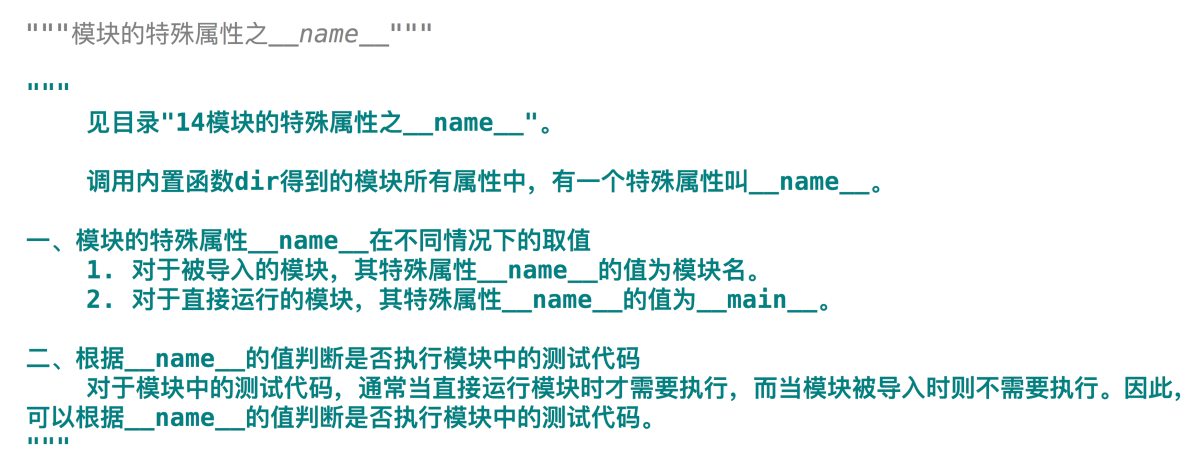 """模块的特殊属性之__name__"""
"""
见目录"14模块的特殊属性之__name__"。
调用内置函数dir得到的模块所有属性中，有一个特殊属性叫__name__。
一、模块的特殊属性__name__在不同情况下的取值
1. 对于被导入的模块，其特殊属性__name__的值为模块名。
2. 对于直接运行的模块，其特殊属性__name__的值为__main__。
二、根据__name__的值判断是否执行模块中的测试代码
对于模块中的测试代码，通常当直接运行模块时才需要执行，而当模块被导入时则不需要执行。因此，
可以根据__name__的值判断是否执行模块中的测试代码。
"""